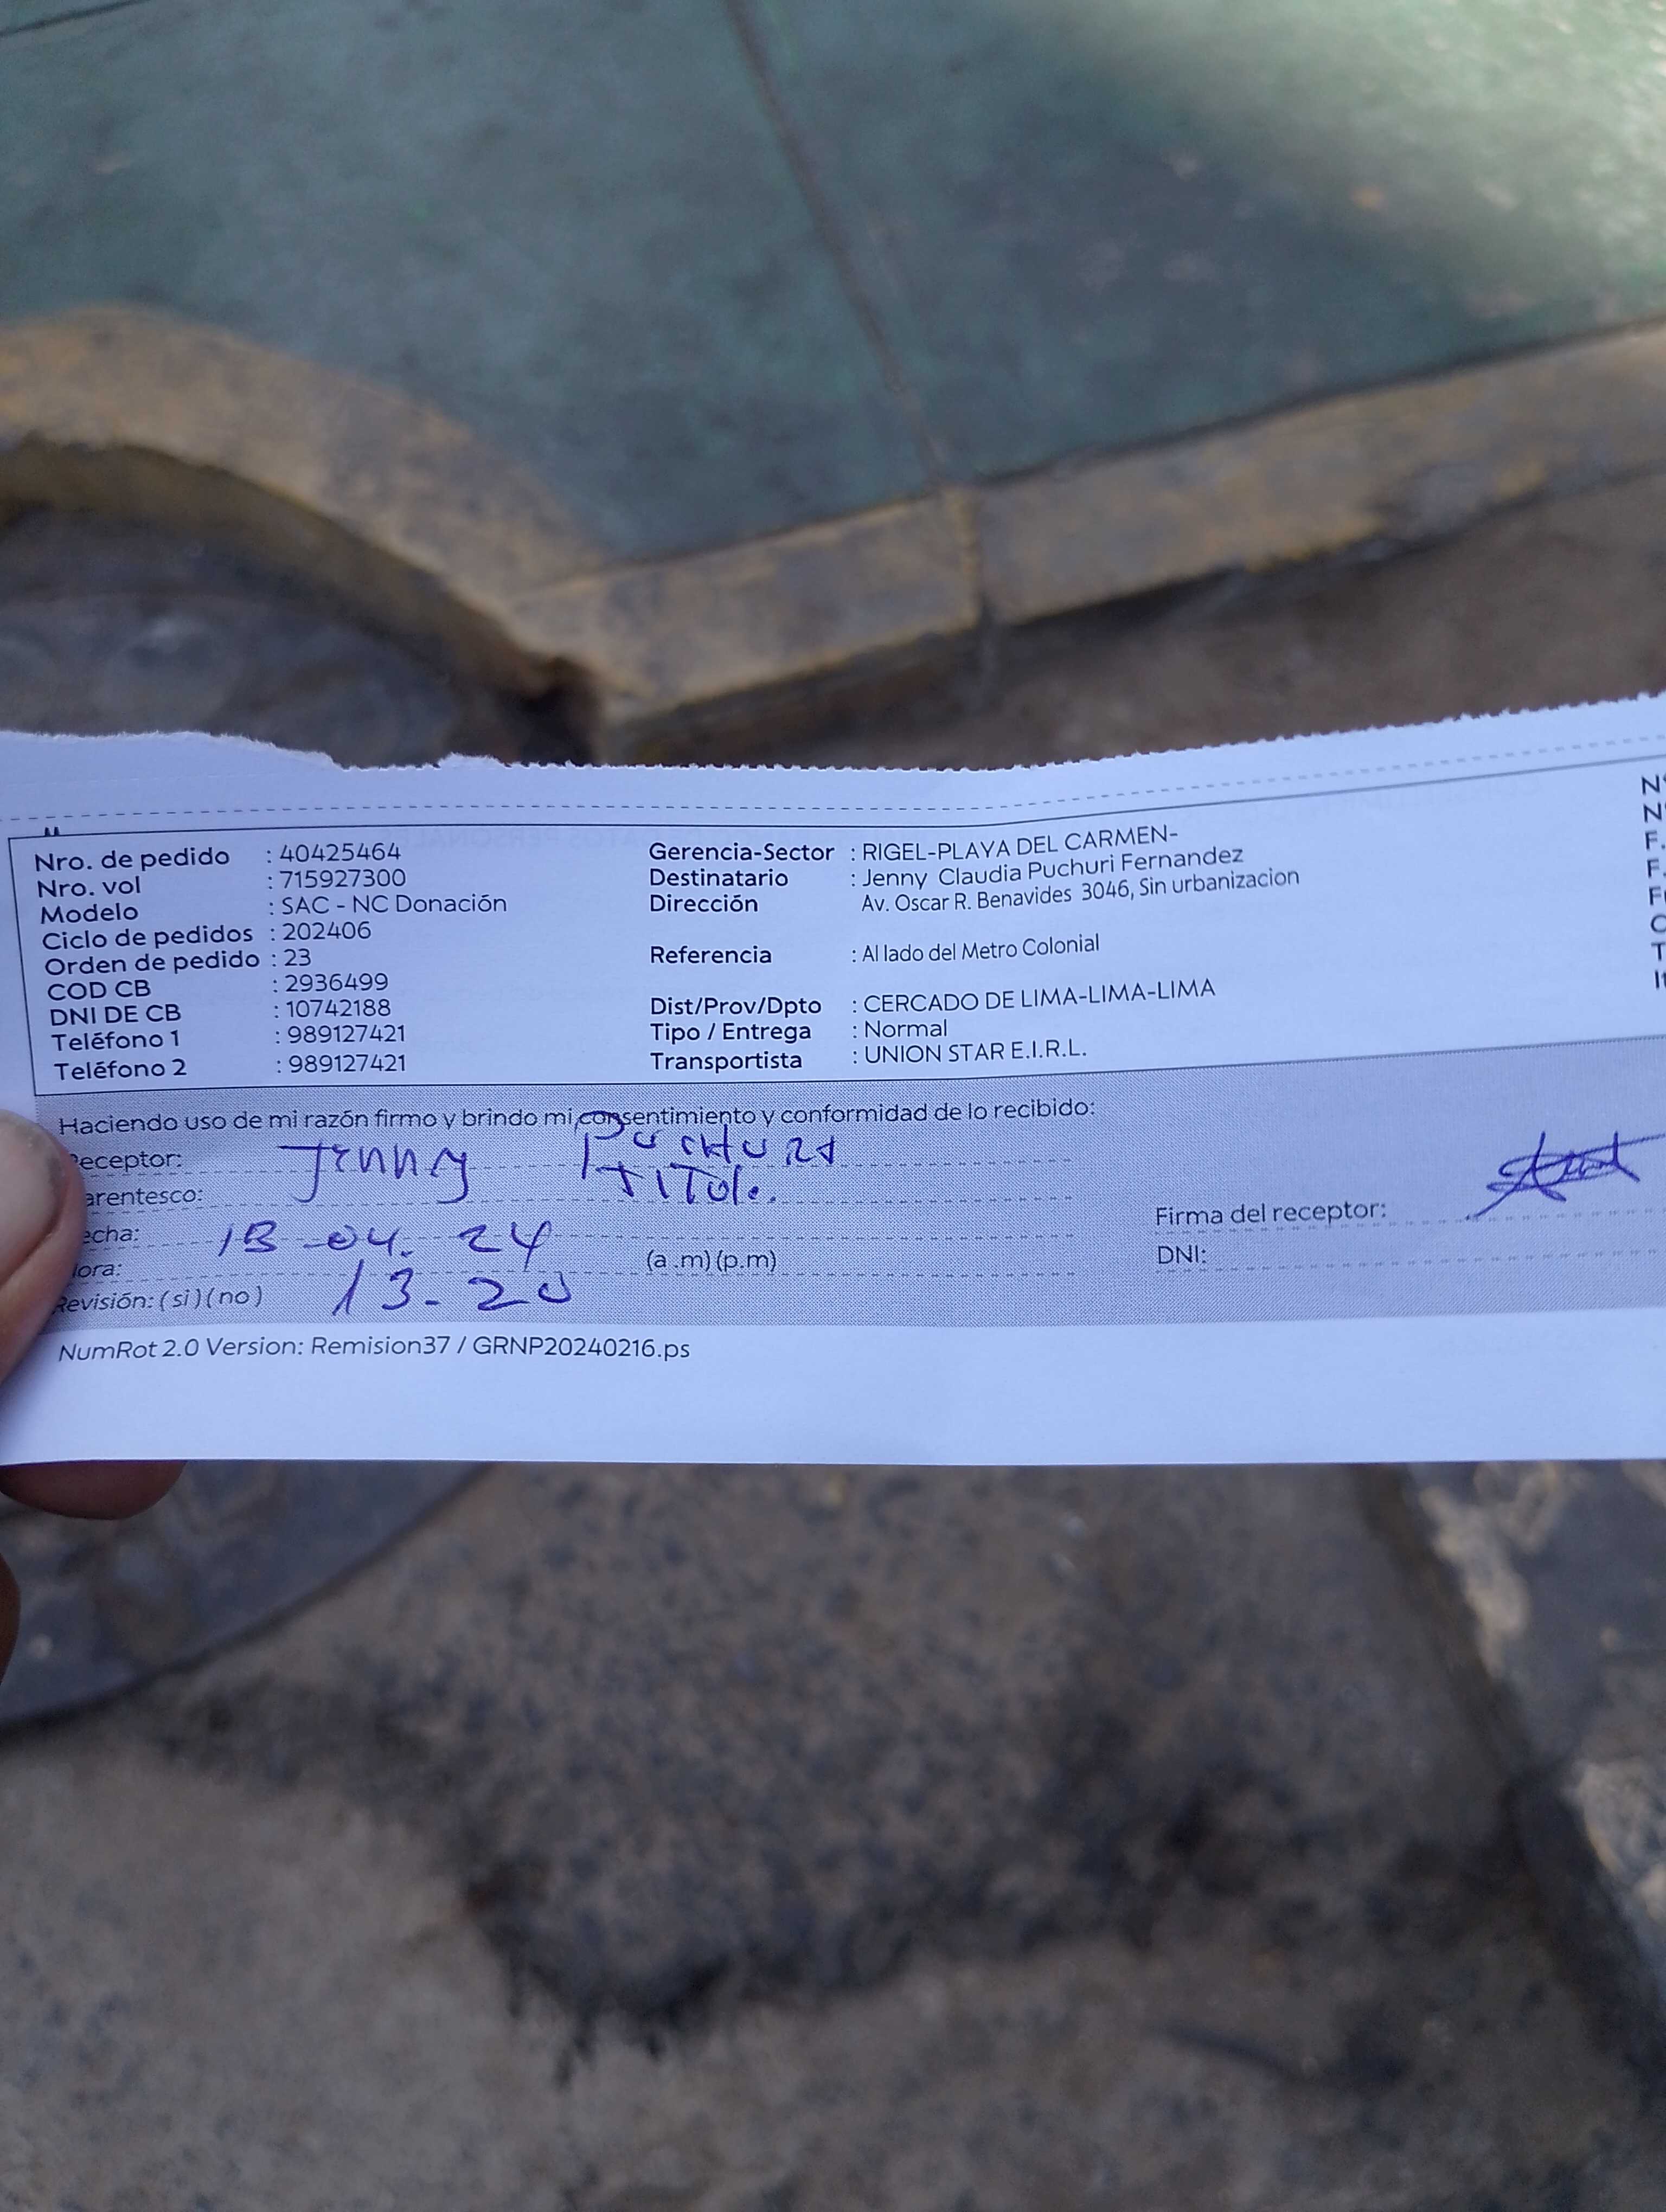 Nro. de pedido : 40425464
Nro. vol : 715927300
Modelo : SAC - NC Donación
Ciclo de pedidos : 202406
Orden de pedido : 23
COD CB : 2936499
DNI DE CB : 10742188
Teléfono 1 : 989127421
Teléfono 2 : 989127421
Gerencia-Sector : RIGEL-PLAYA DEL CARMEN-
Destinatario : Jenny Claudia Puchuri Fernandez
Dirección Av. Oscar R. Benavides 3046, Sin urbanizacion
Referencia : Al lado del Metro Colonial
Dist/Prov/Dpto : CERCADO DE LIMA-LIMA-LIMA
Tipo / Entrega : Normal
Transportista : UNION STAR E.I.R.L.
N°
N°
F.
F.
Haciendo uso de mi razón firmo y brindo mi consentimiento y conformidad de lo recibido:
eceptor: Jenny Puchuri
arentesco: TITOL.
echa: 13-04. 24
ora: 13-20 (a.m)(p.m)
Revisión: (si)(no)
Firma del receptor:
DNI:
NumRot 2.0 Version: Remision37 / GRNP20240216.ps